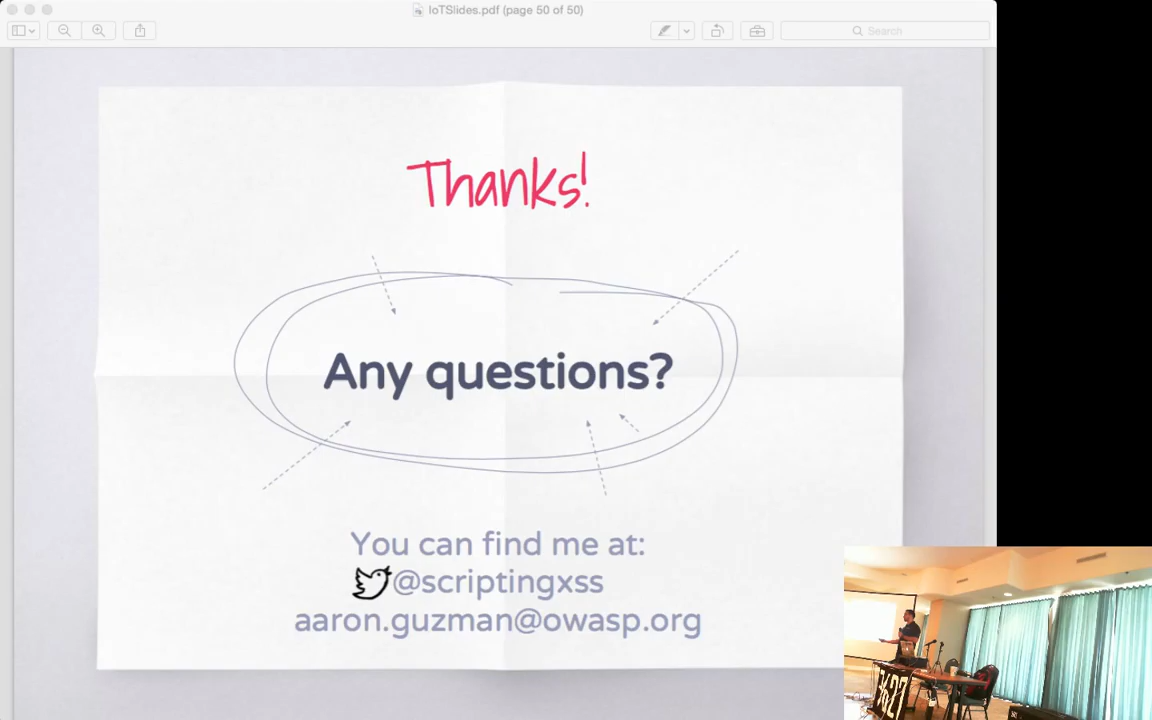 IoTSlides.pdf (page 50 of 50)
Search
Thanks!
Any questions?
You can find me at:
@scriptingxss
aaron.guzman@owasp.org